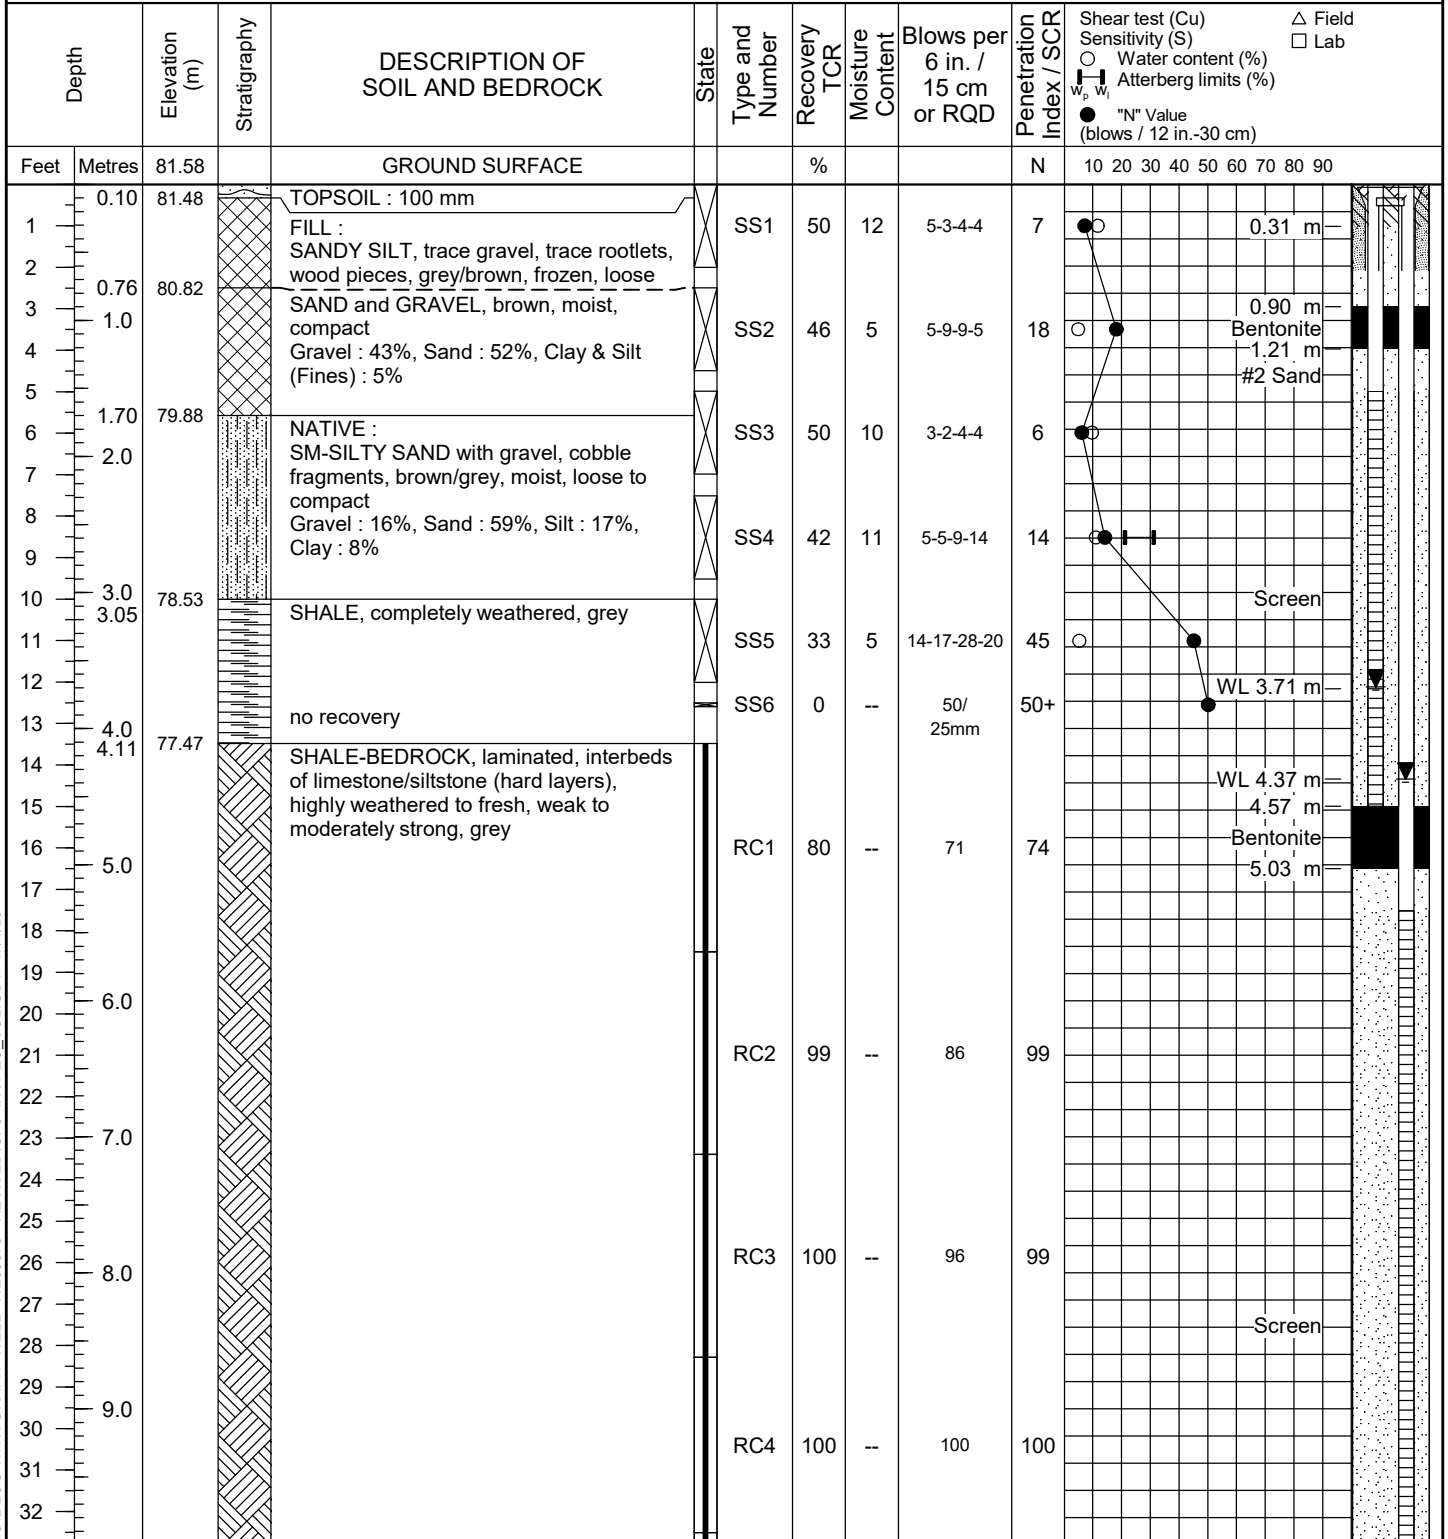 Depth
Elevation (m)
Stratigraphy
DESCRIPTION OF
SOIL AND BEDROCK
State
Type and Number
Recovery TCR
Moisture Content
Blows per
6 in. /
15 cm
or RQD
Penetration Index / SCR
Shear test (Cu)
Sensitivity (S)
△ Field
□ Lab
○ Water content (%)
Atterberg limits (%)
Wp Wl
● "N" Value
(blows / 12 in.-30 cm)
Feet Metres 81.58 GROUND SURFACE % N 10 20 30 40 50 60 70 80 90
0.10 81.48 TOPSOIL : 100 mm
1 FILL : SS1 50 12 5-3-4-4 7 0.31 m
SANDY SILT, trace gravel, trace rootlets,
2 wood pieces, grey/brown, frozen, loose
0.76 80.82
3 SAND and GRAVEL, brown, moist, 0.90 m
1.0 compact SS2 46 5 5-9-9-5 18 Bentonite
4 Gravel : 43%, Sand : 52%, Clay & Silt 1.21 m
(Fines) : 5% #2 Sand
5
1.70 79.88
6 NATIVE : SS3 50 10 3-2-4-4 6
2.0 SM-SILTY SAND with gravel, cobble
7 fragments, brown/grey, moist, loose to
compact
8 Gravel : 16%, Sand : 59%, Silt : 17%,
9 Clay : 8% SS4 42 11 5-5-9-14 14
3.0
10 78.53 Screen
3.05 SHALE, completely weathered, grey
11 SS5 33 5 14-17-28-20 45
12 WL 3.71 m
SS6 0 -- 50/ 50+
13 no recovery 25mm
4.0
4.11 77.47
14 SHALE-BEDROCK, laminated, interbeds
of limestone/siltstone (hard layers), WL 4.37 m
15 highly weathered to fresh, weak to 4.57 m
moderately strong, grey
16 RC1 80 -- 71 74 Bentonite
5.0 5.03 m
17
18
19
6.0
20
21 RC2 99 -- 86 99
22
23 7.0
24
25
26 RC3 100 -- 96 99
8.0
27
28 Screen
29
9.0
30
RC4 100 -- 100 100
31
32